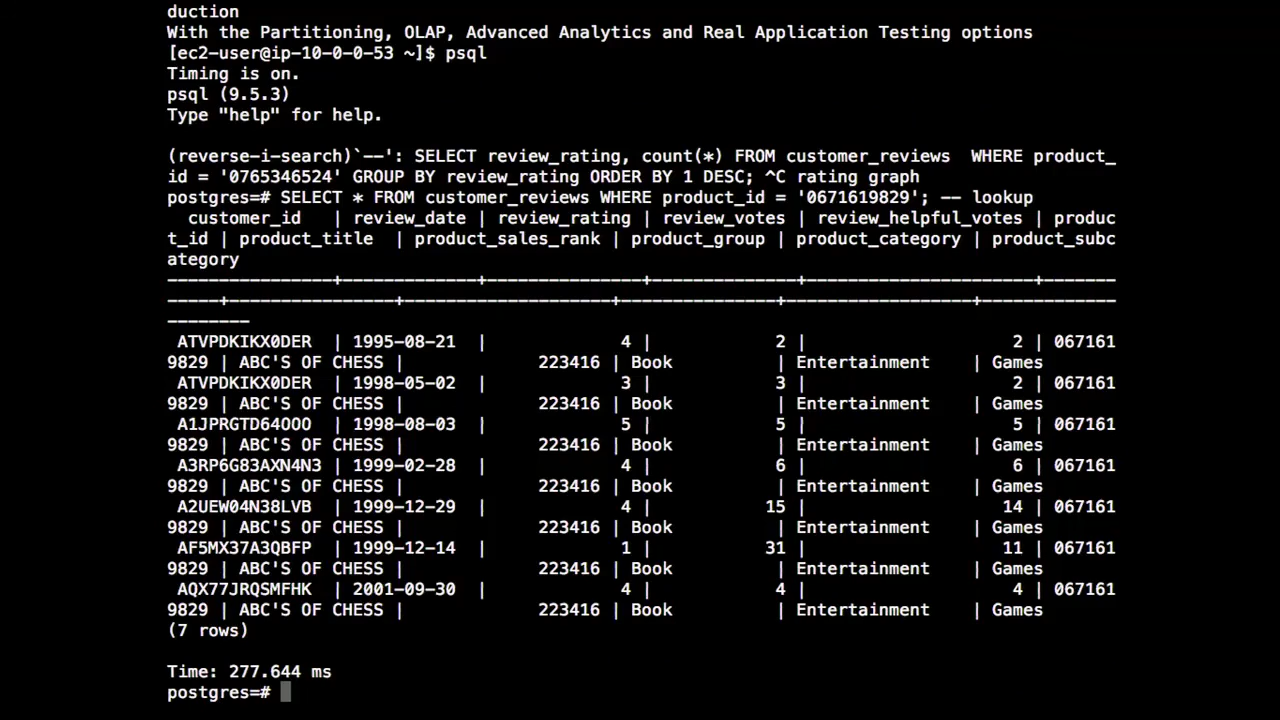 duction
With the Partitioning, OLAP, Advanced Analytics and Real Application Testing options
[ec2-user@ip-10-0-0-53 ~]$ psql
Timing is on.
psql (9.5.3)
Type "help" for help.
(reverse-i-search)`--': SELECT review_rating, count(*) FROM customer_reviews  WHERE product_
id = '0765346524' GROUP BY review_rating ORDER BY 1 DESC; ^C rating graph
postgres=# SELECT * FROM customer_reviews WHERE product_id = '0671619829'; -- lookup
  customer_id   | review_date | review_rating | review_votes | review_helpful_votes | produc
t_id | product_title  | product_sales_rank | product_group | product_category | product_subc
ategory
----------------+-------------+---------------+--------------+----------------------+-------
-----+----------------+--------------------+---------------+------------------+-------------
--------
 ATVPDKIKX0DER  | 1995-08-21  |             4 |            2 |                    2 | 067161
9829 | ABC'S OF CHESS |             223416 | Book          | Entertainment    | Games
 ATVPDKIKX0DER  | 1998-05-02  |             3 |            3 |                    2 | 067161
9829 | ABC'S OF CHESS |             223416 | Book          | Entertainment    | Games
 A1JPRGTD64OOO  | 1998-08-03  |             5 |            5 |                    5 | 067161
9829 | ABC'S OF CHESS |             223416 | Book          | Entertainment    | Games
 A3RP6G83AXN4N3 | 1999-02-28  |             4 |            6 |                    6 | 067161
9829 | ABC'S OF CHESS |             223416 | Book          | Entertainment    | Games
 A2UEW04N38LVB  | 1999-12-29  |             4 |           15 |                   14 | 067161
9829 | ABC'S OF CHESS |             223416 | Book          | Entertainment    | Games
 AF5MX37A3QBFP  | 1999-12-14  |             1 |           31 |                   11 | 067161
9829 | ABC'S OF CHESS |             223416 | Book          | Entertainment    | Games
 AQX77JRQSMFHK  | 2001-09-30  |             4 |            4 |                    4 | 067161
9829 | ABC'S OF CHESS |             223416 | Book          | Entertainment    | Games
(7 rows)
Time: 277.644 ms
postgres=#